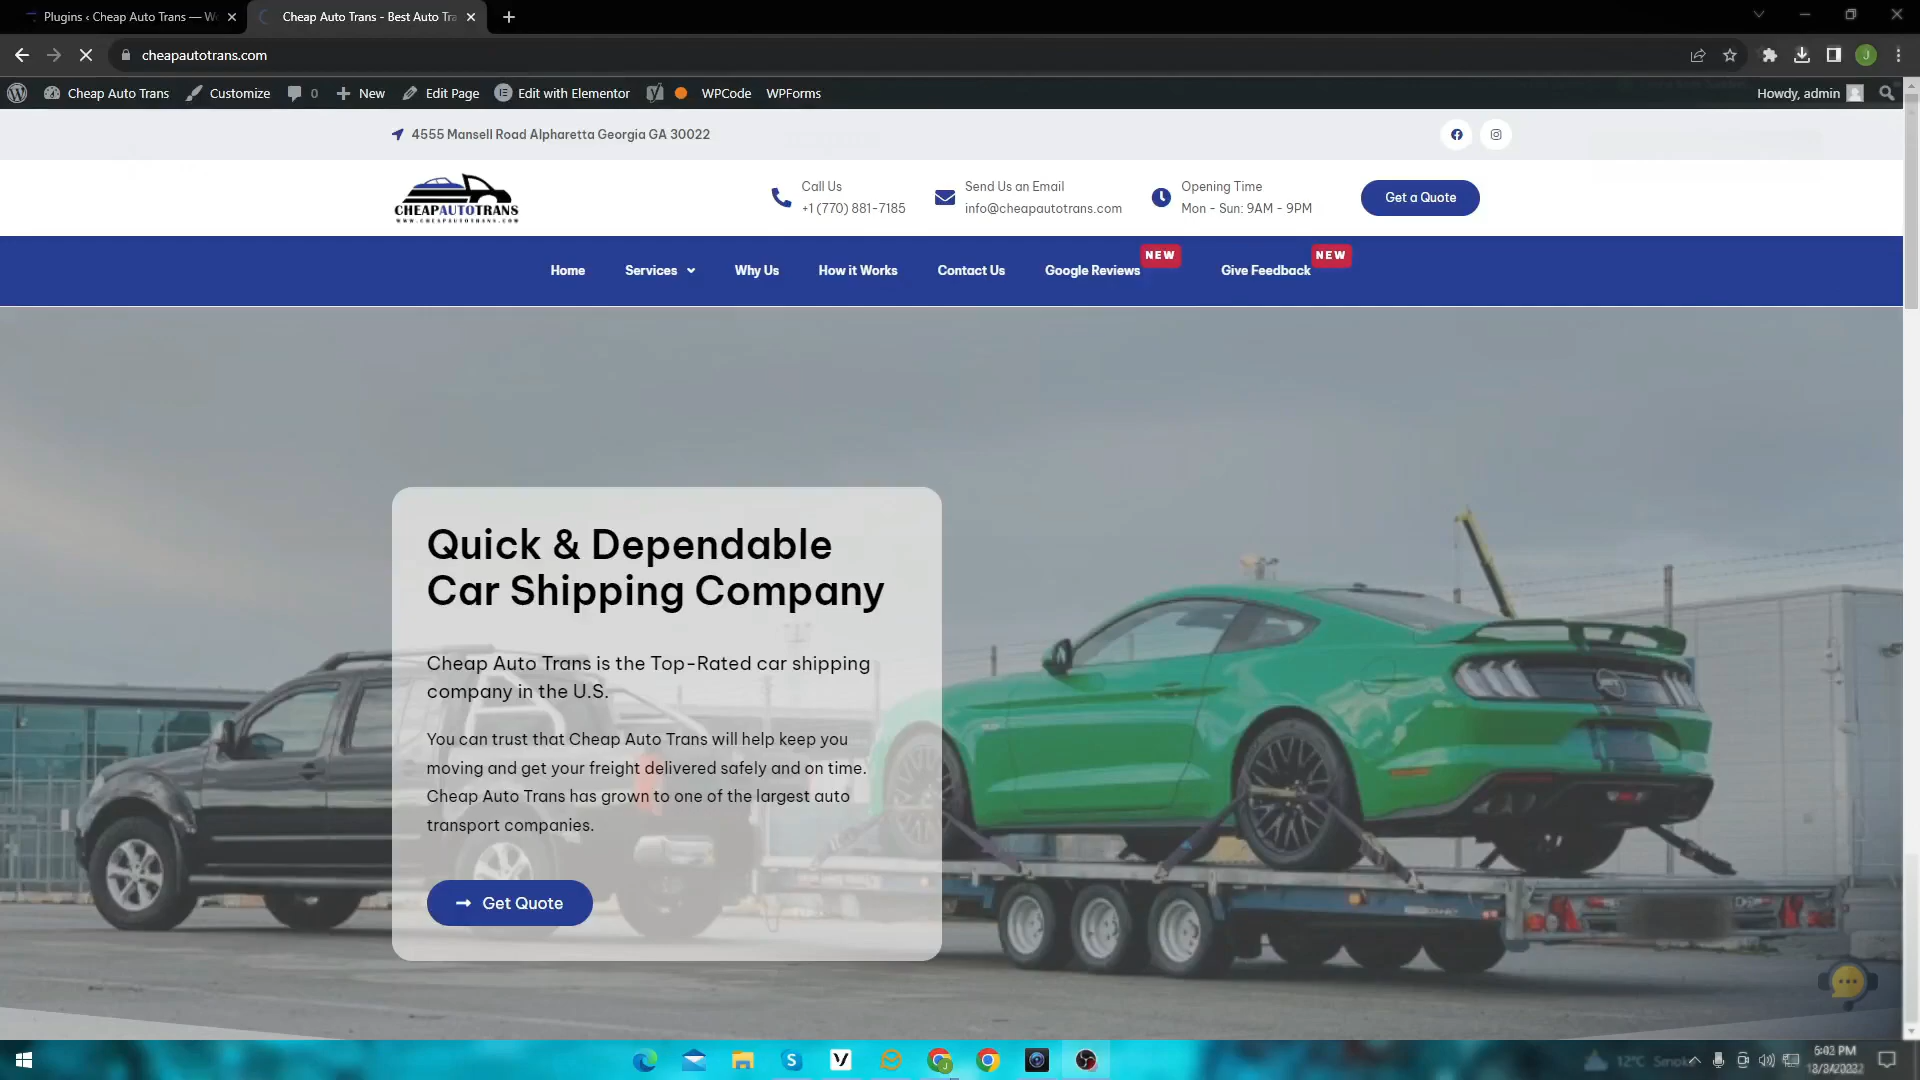 Plugins ‹ Cheap Auto Trans — W
Cheap Auto Trans - Best Auto Tra
cheapautotrans.com
J
Cheap Auto Trans
Customize
0
New
Edit Page
Edit with Elementor
WPCode
WPForms
Howdy, admin
4555 Mansell Road Alpharetta Georgia GA 30022
CHEAPAUTOTRANS
WWW.CHEAPAUTOTRANS.COM
Call Us
+1 (770) 881-7185
Send Us an Email
info@cheapautotrans.com
Opening Time
Mon - Sun: 9AM - 9PM
Get a Quote
Home
Services
Why Us
How it Works
Contact Us
Google Reviews
NEW
Give Feedback
NEW
Quick & Dependable
Car Shipping Company
Cheap Auto Trans is the Top-Rated car shipping
company in the U.S.
You can trust that Cheap Auto Trans will help keep you
moving and get your freight delivered safely and on time.
Cheap Auto Trans has grown to one of the largest auto
transport companies.
Get Quote
12°C
5:03 PM